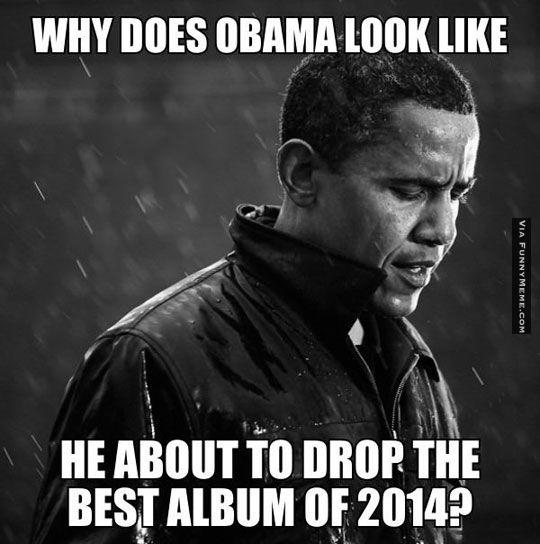 WHY DOES OBAMA LOOK LIKE
HE ABOUT TO DROP THE
BEST ALBUM OF 2014?
VIA FUNNYMEME.COM